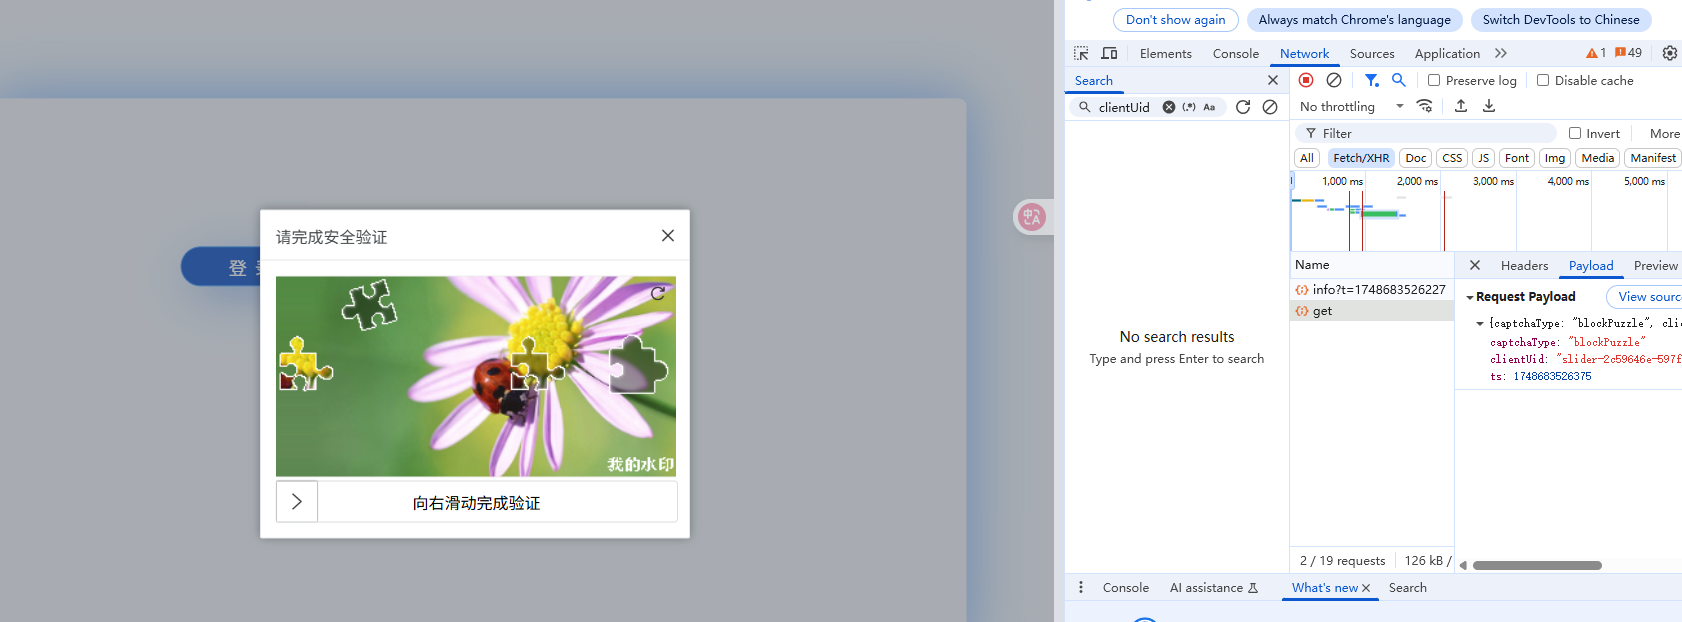 Don't show again
Always match Chrome's language
Switch DevTools to Chinese
Elements
Console
Network
Sources
Application
1
49
Search
Preserve log
Disable cache
clientUid
(.*)
Aa
No throttling
Filter
Invert
More
All
Fetch/XHR
Doc
CSS
JS
Font
Img
Media
Manifest
1,000 ms
2,000 ms
3,000 ms
4,000 ms
5,000 ms
中
A
请完成安全验证
登
我的水印
向右滑动完成验证
No search results
Type and press Enter to search
Name
info?t=1748683526227
get
Headers
Payload
Preview
Request Payload
View sourc
{captchaType: "blockPuzzle", clie
captchaType: "blockPuzzle"
clientUid: "slider-2c59646e-597f
ts: 1748683526375
2 / 19 requests
126 kB /
Console
AI assistance
What's new
Search